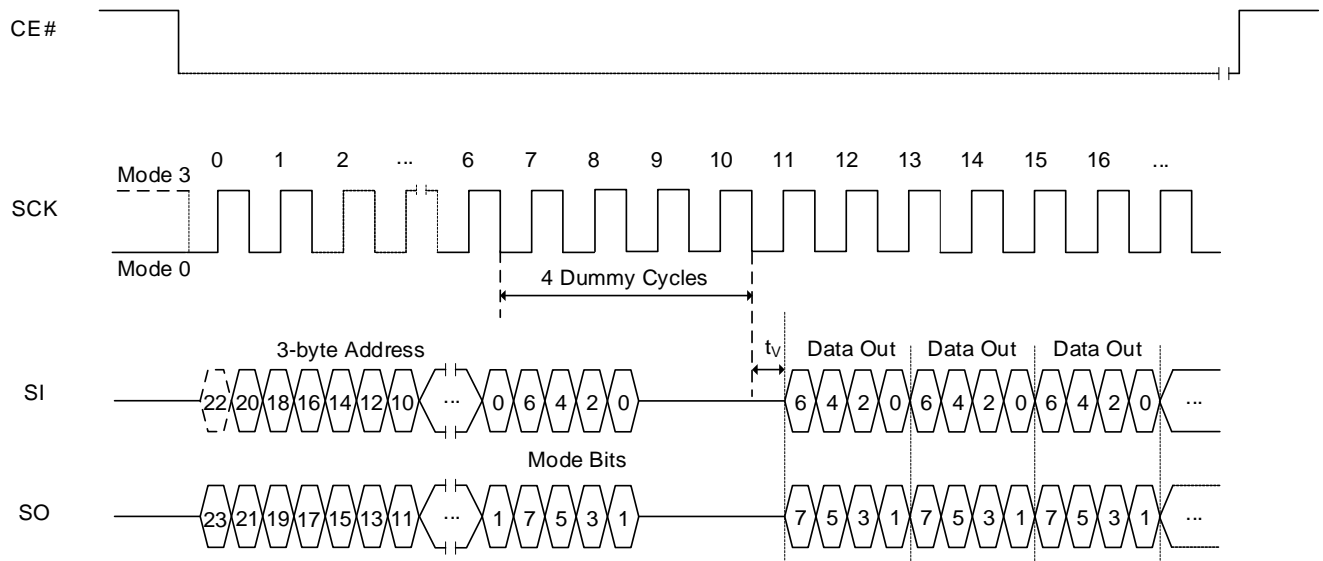 CE#
0 1 2 ... 6 7 8 9 10 11 12 13 14 15 16 ...
Mode 3
SCK
Mode 0
4 Dummy Cycles
3-byte Address tV Data Out Data Out Data Out
SI 22 20 18 16 14 12 10 ... 0 6 4 2 0 6 4 2 0 6 4 2 0 6 4 2 0 ...
Mode Bits
SO 23 21 19 17 15 13 11 ... 1 7 5 3 1 7 5 3 1 7 5 3 1 7 5 3 1 ...